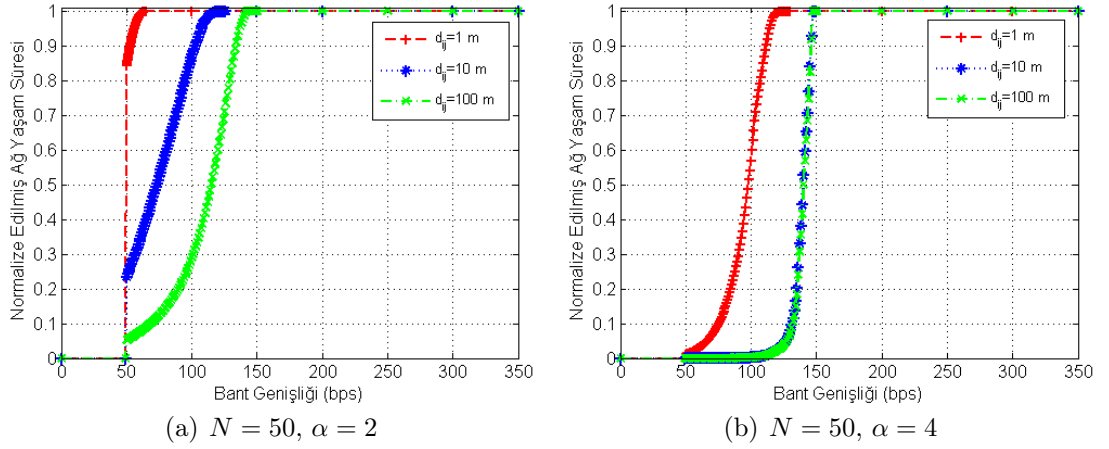 1
0.9
0.8
0.7
0.6
0.5
0.4
0.3
0.2
0.1
0
Normalize Edilmiş Ağ Yaşam Süresi
d_ij=1 m
d_ij=10 m
d_ij=100 m
0 50 100 150 200 250 300 350
Bant Genişliği (bps)
(a) N = 50, α = 2
1
0.9
0.8
0.7
0.6
0.5
0.4
0.3
0.2
0.1
0
Normalize Edilmiş Ağ Yaşam Süresi
d_ij=1 m
d_ij=10 m
d_ij=100 m
0 50 100 150 200 250 300 350
Bant Genişliği (bps)
(b) N = 50, α = 4